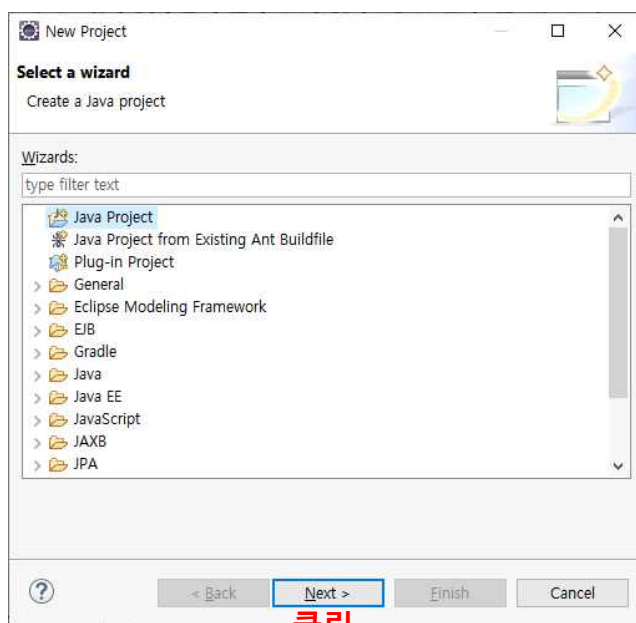 New Project
Select a wizard
Create a Java project
Wizards:
type filter text
Java Project
Java Project from Existing Ant Buildfile
Plug-in Project
General
Eclipse Modeling Framework
EJB
Gradle
Java
Java EE
JavaScript
JAXB
JPA
< Back Next > Finish Cancel
클릭